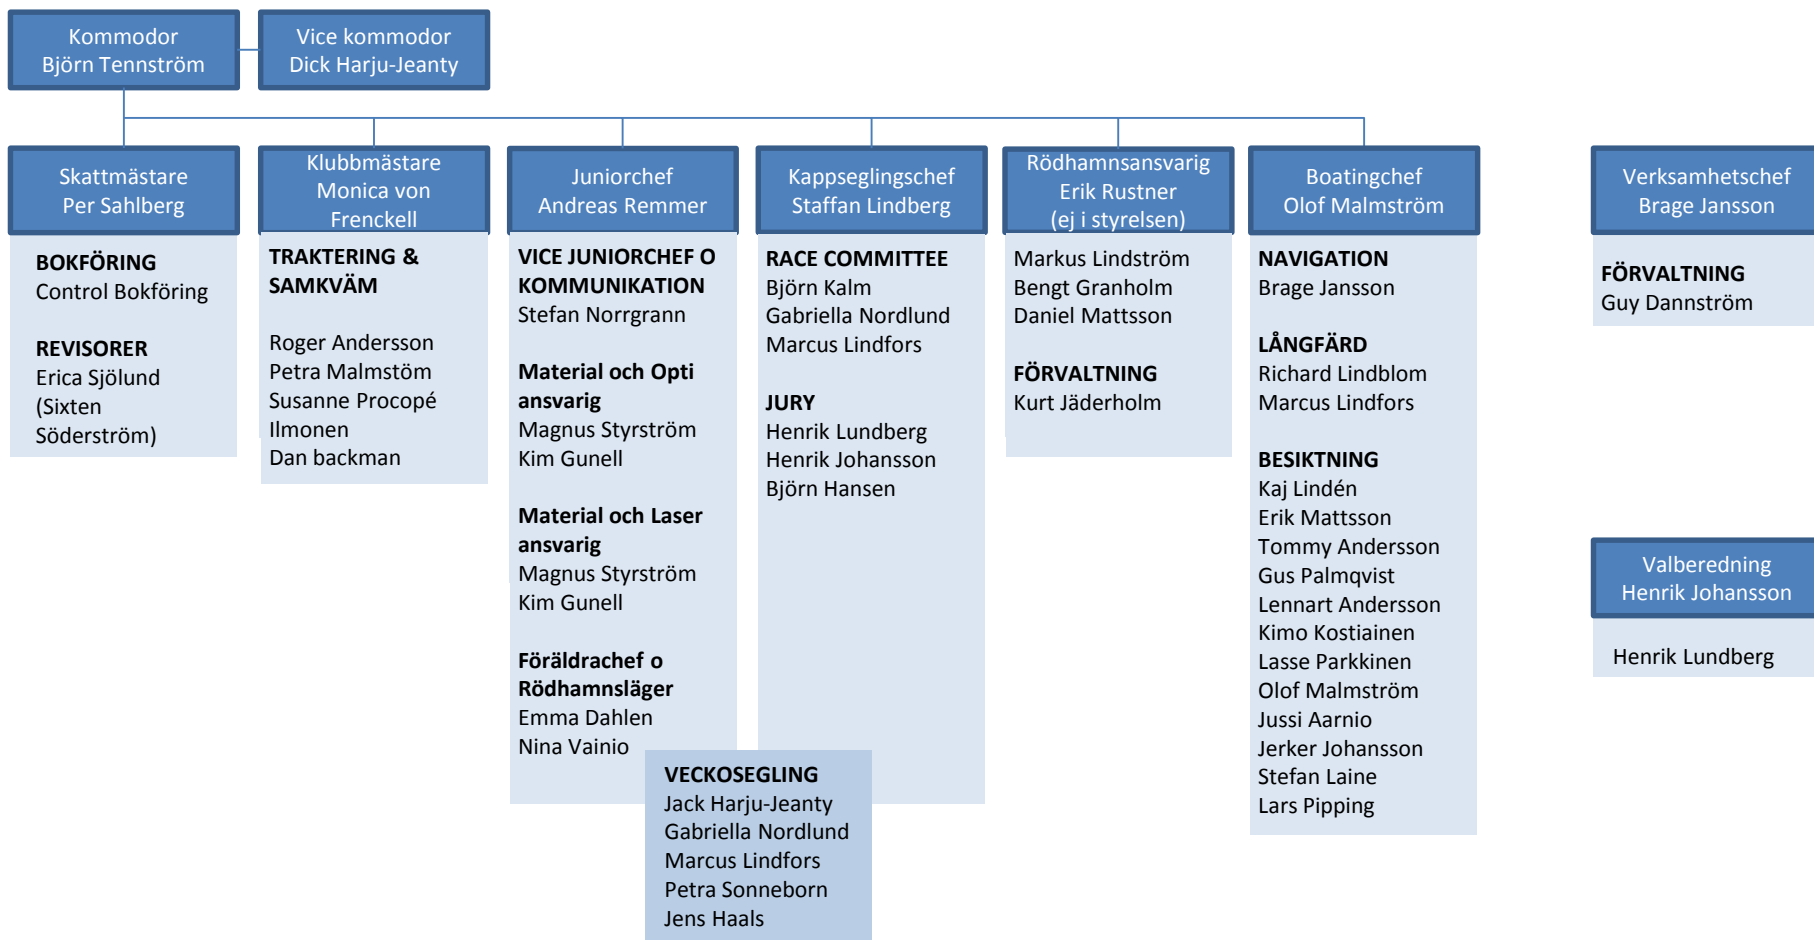 Kommodor
Björn Tennström
Vice kommodor
Dick Harju-Jeanty
Skattmästare
Per Sahlberg
BOKFÖRING
Control Bokföring
REVISORER
Erica Sjölund
(Sixten
Söderström)
Klubbmästare
Monica von
Frenckell
TRAKTERING &
SAMKVÄM
Roger Andersson
Petra Malmstöm
Susanne Procopé
Ilmonen
Dan backman
Juniorchef
Andreas Remmer
VICE JUNIORCHEF O
KOMMUNIKATION
Stefan Norrgrann
Material och Opti
ansvarig
Magnus Styrström
Kim Gunell
Material och Laser
ansvarig
Magnus Styrström
Kim Gunell
Föräldrachef o
Rödhamnsläger
Emma Dahlen
Nina Vainio
Kappseglingschef
Staffan Lindberg
RACE COMMITTEE
Björn Kalm
Gabriella Nordlund
Marcus Lindfors
JURY
Henrik Lundberg
Henrik Johansson
Björn Hansen
VECKOSEGLING
Jack Harju-Jeanty
Gabriella Nordlund
Marcus Lindfors
Petra Sonneborn
Jens Haals
Rödhamnsansvarig
Erik Rustner
(ej i styrelsen)
Markus Lindström
Bengt Granholm
Daniel Mattsson
FÖRVALTNING
Kurt Jäderholm
Boatingchef
Olof Malmström
NAVIGATION
Brage Jansson
LÅNGFÄRD
Richard Lindblom
Marcus Lindfors
BESIKTNING
Kaj Lindén
Erik Mattsson
Tommy Andersson
Gus Palmqvist
Lennart Andersson
Kimo Kostiainen
Lasse Parkkinen
Olof Malmström
Jussi Aarnio
Jerker Johansson
Stefan Laine
Lars Pipping
Verksamhetschef
Brage Jansson
FÖRVALTNING
Guy Dannström
Valberedning
Henrik Johansson
Henrik Lundberg